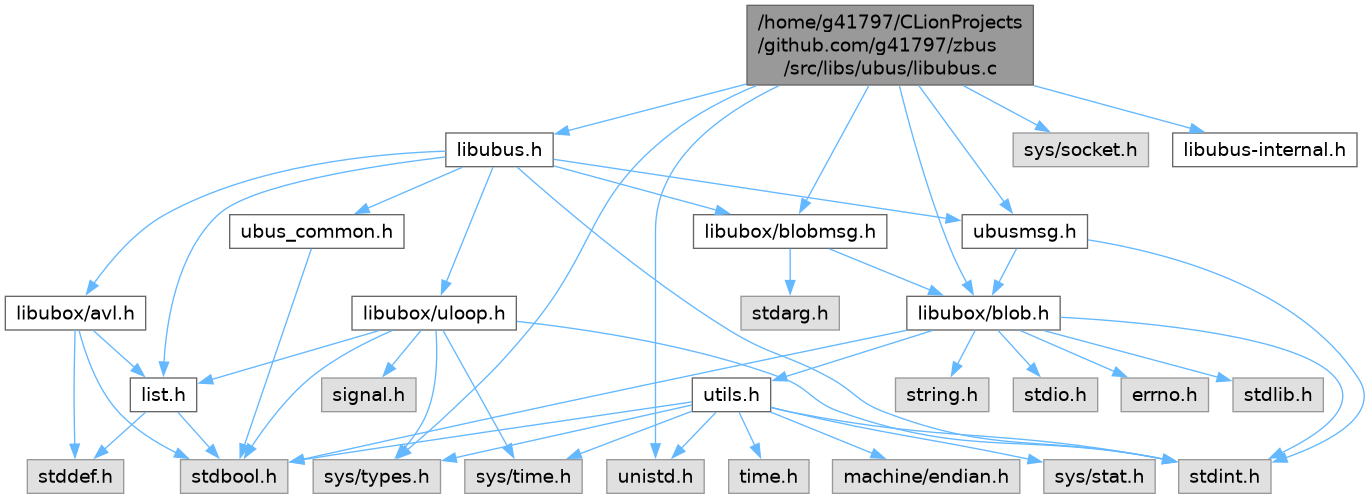 /home/g41797/CLionProjects
/github.com/g41797/zbus
/src/libs/ubus/libubus.c
libubus.h
sys/socket.h
libubus-internal.h
ubus_common.h
libubox/blobmsg.h
ubusmsg.h
libubox/avl.h
libubox/uloop.h
stdarg.h
libubox/blob.h
list.h
signal.h
utils.h
string.h
stdio.h
errno.h
stdlib.h
stddef.h
stdbool.h
sys/types.h
sys/time.h
unistd.h
time.h
machine/endian.h
sys/stat.h
stdint.h